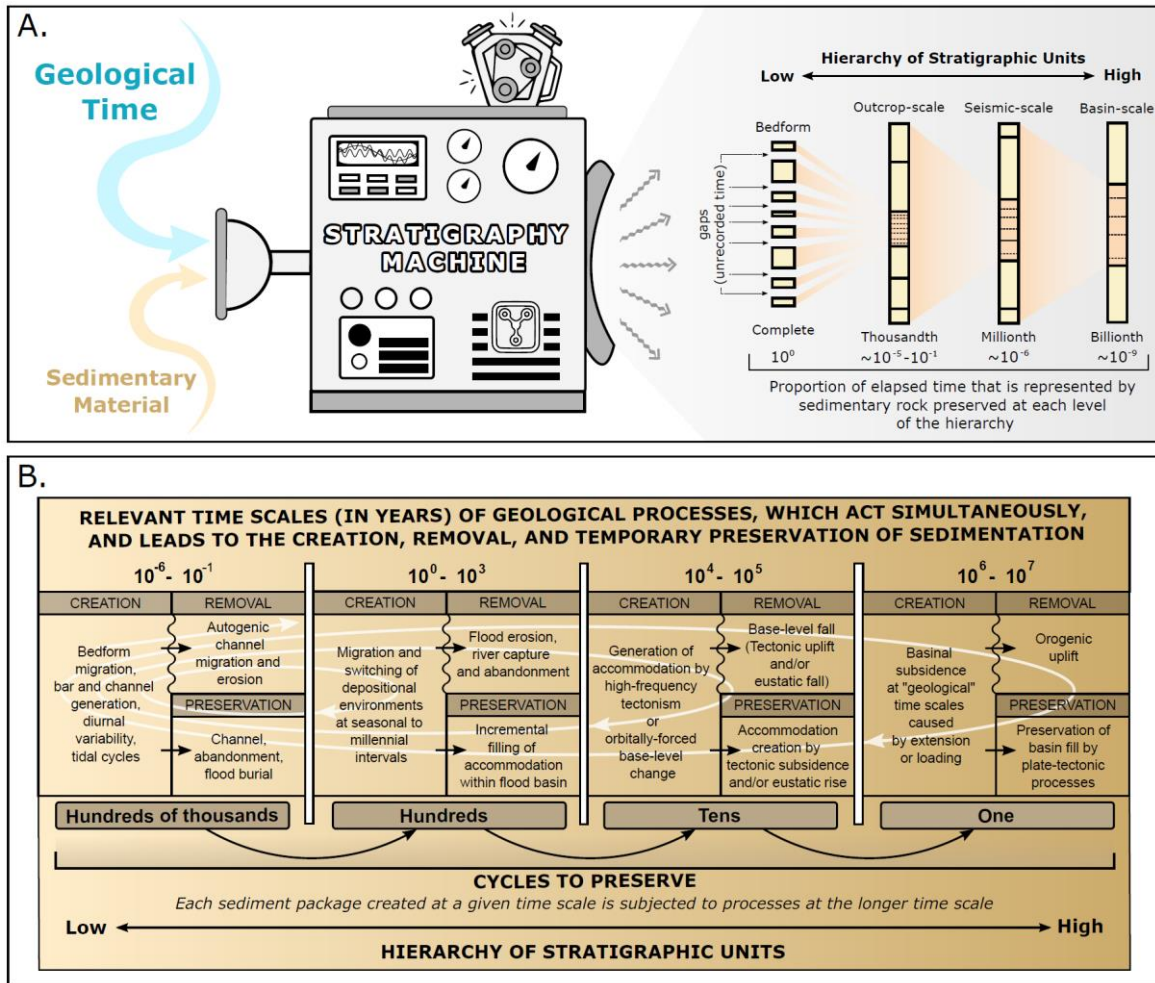 A.
Geological
Time
Sedimentary
Material
STRATIGRAPHY
MACHINE
Hierarchy of Stratigraphic Units
Low
High
Bedform
Outcrop-scale
Seismic-scale
Basin-scale
gaps
(unrecorded time)
Complete
Thousandth
Millionth
Billionth
10⁰
~10⁻⁵-10⁻¹
~10⁻⁶
~10⁻⁹
Proportion of elapsed time that is represented by
sedimentary rock preserved at each level
of the hierarchy
B.
RELEVANT TIME SCALES (IN YEARS) OF GEOLOGICAL PROCESSES, WHICH ACT SIMULTANEOUSLY,
AND LEADS TO THE CREATION, REMOVAL, AND TEMPORARY PRESERVATION OF SEDIMENTATION
10⁻⁶- 10⁻¹
CREATION
Bedform
migration,
bar and channel
generation,
diurnal
variability,
tidal cycles
REMOVAL
Autogenic
channel
migration and
erosion
PRESERVATION
Channel,
abandonment,
flood burial
10⁰ - 10³
CREATION
Migration and
switching of
depositional
environments
at seasonal to
millennial
intervals
REMOVAL
Flood erosion,
river capture
and abandonment
PRESERVATION
Incremental
filling of
accommodation
within flood basin
10⁴ - 10⁵
CREATION
Generation of
accommodation by
high-frequency
tectonism
or
orbitally-forced
base-level
change
REMOVAL
Base-level fall
(Tectonic uplift
and/or
eustatic fall)
PRESERVATION
Accommodation
creation by
tectonic subsidence
and/or eustatic rise
10⁶ - 10⁷
CREATION
Basinal
subsidence
at "geological"
time scales
caused
by extension
or loading
REMOVAL
Orogenic
uplift
PRESERVATION
Preservation of
basin fill by
plate-tectonic
processes
Hundreds of thousands
Hundreds
Tens
One
CYCLES TO PRESERVE
Each sediment package created at a given time scale is subjected to processes at the longer time scale
Low
High
HIERARCHY OF STRATIGRAPHIC UNITS